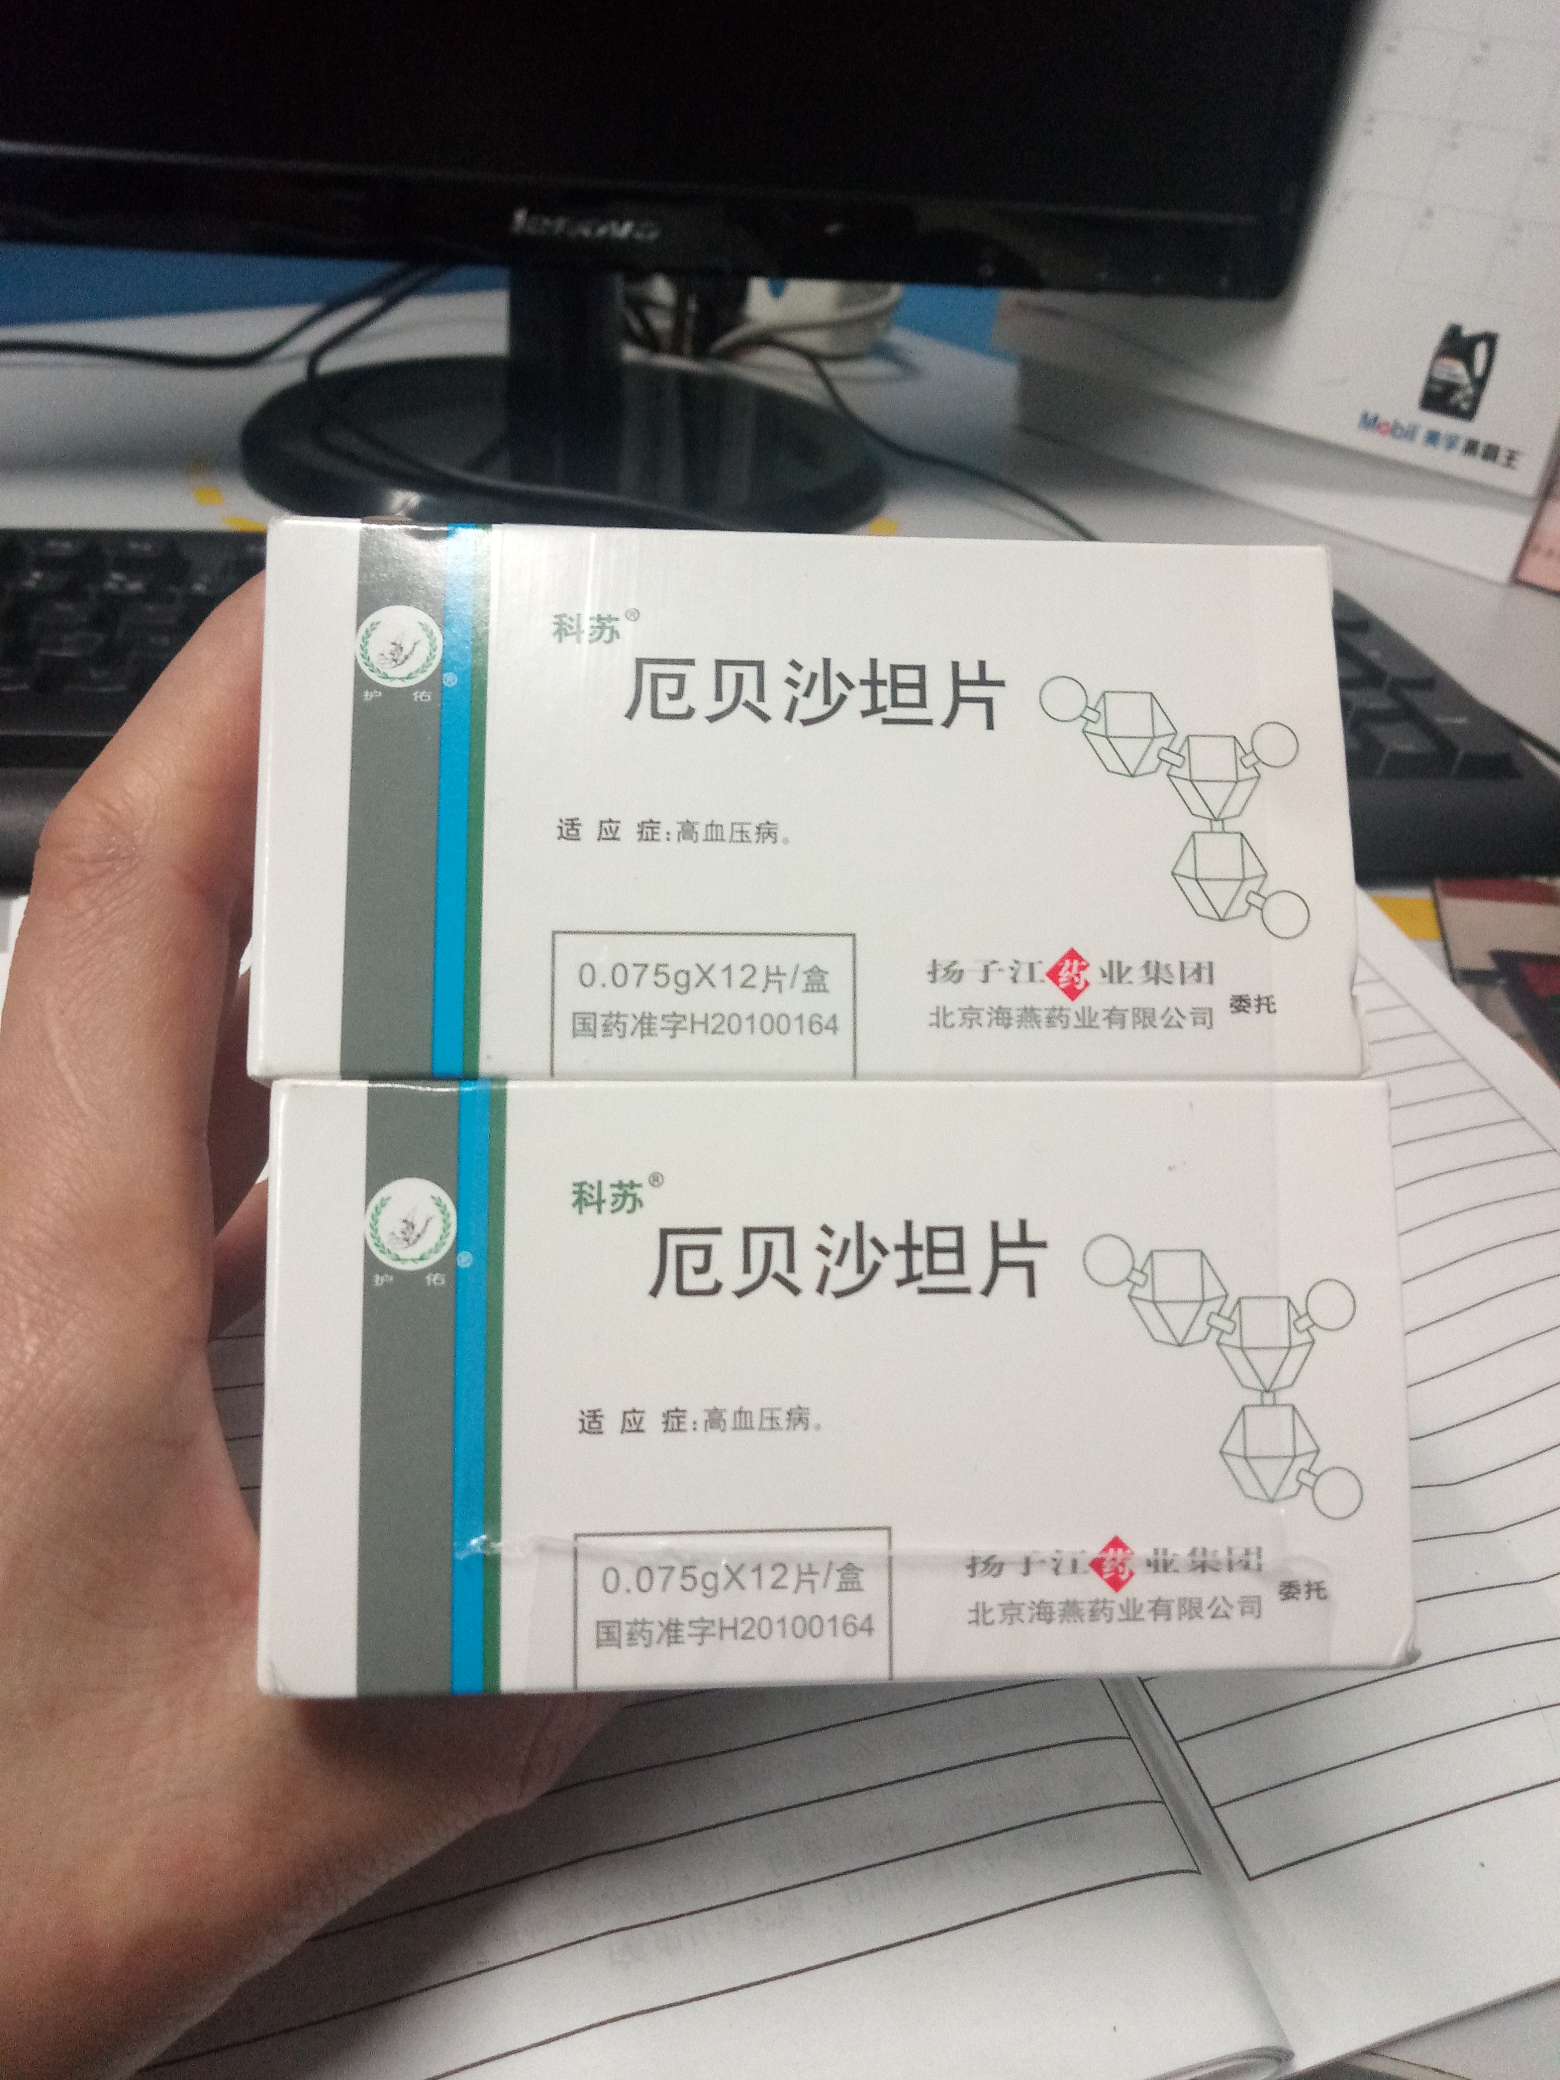 lenovo
Mobil 美孚黑霸王
科苏®
厄贝沙坦片
护佑®
适应症:高血压病。
0.075gX12片/盒
国药准字H20100164
扬子江药业集团
北京海燕药业有限公司
委托
科苏®
厄贝沙坦片
护佑®
适应症:高血压病。
0.075gX12片/盒
国药准字H20100164
扬子江药业集团
北京海燕药业有限公司
委托